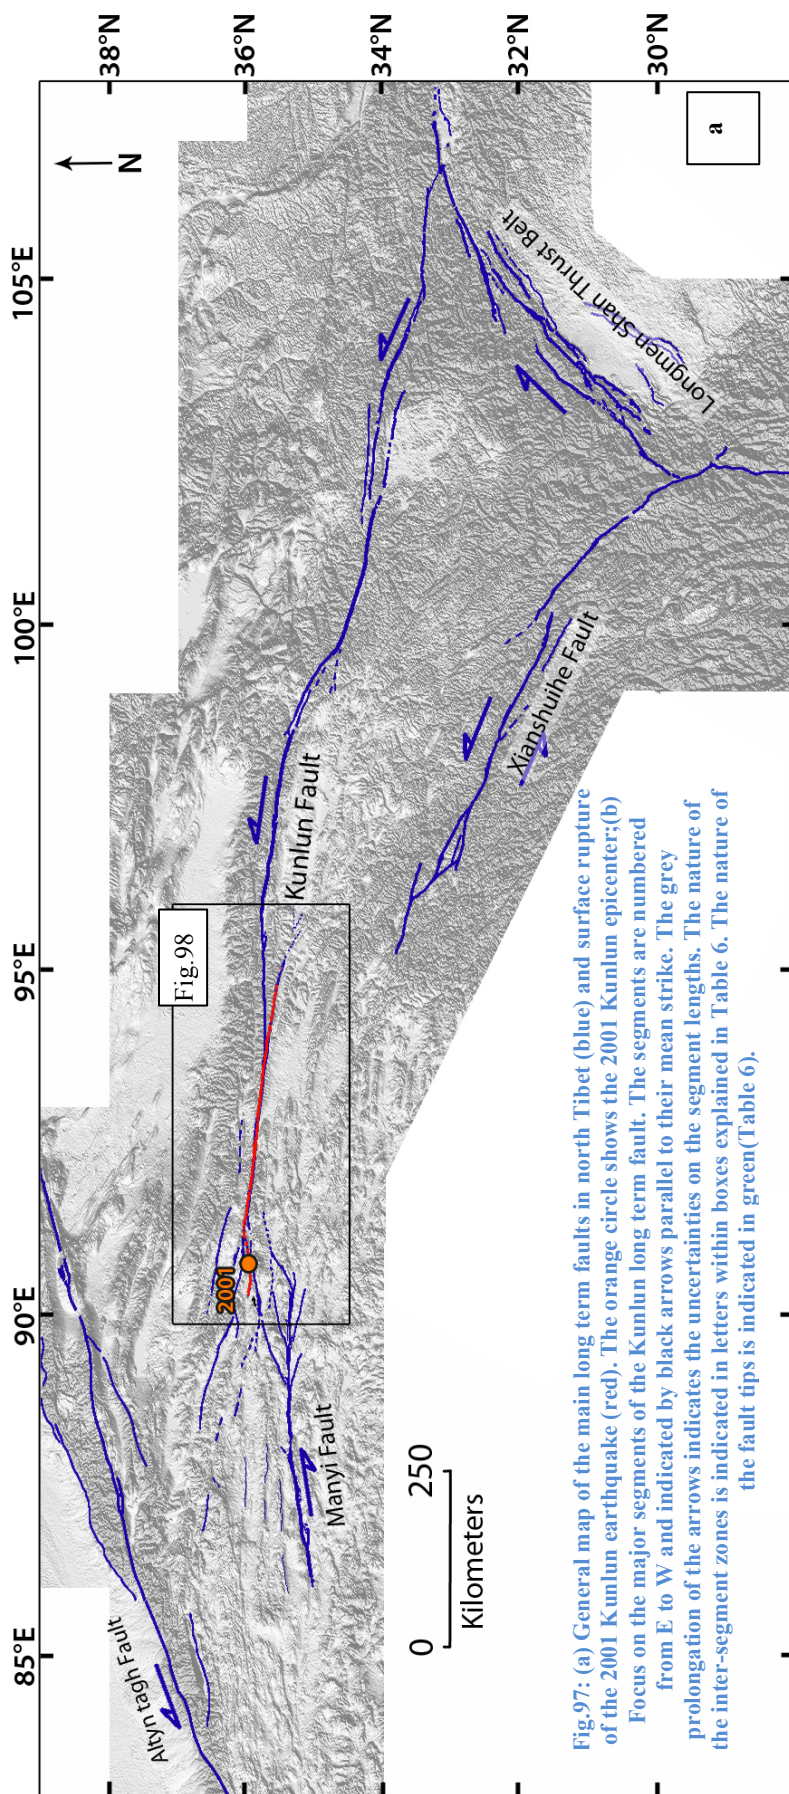 85°E
90°E
95°E
100°E
105°E
38°N
36°N
34°N
32°N
30°N
N
a
Altyn tagh Fault
2001
Fig.98
Manyi Fault
Kunlun Fault
Xianshuihe Fault
Longmen Shan Thrust Belt
0 250
Kilometers
Fig.97: (a) General map of the main long term faults in north Tibet (blue) and surface rupture
of the 2001 Kunlun earthquake (red). The orange circle shows the 2001 Kunlun epicenter;(b)
Focus on the major segments of the Kunlun long term fault. The segments are numbered
from E to W and indicated by black arrows parallel to their mean strike. The grey
prolongation of the arrows indicates the uncertainties on the segment lengths. The nature of
the inter-segment zones is indicated in letters within boxes explained in Table 6. The nature of
the fault tips is indicated in green(Table 6).